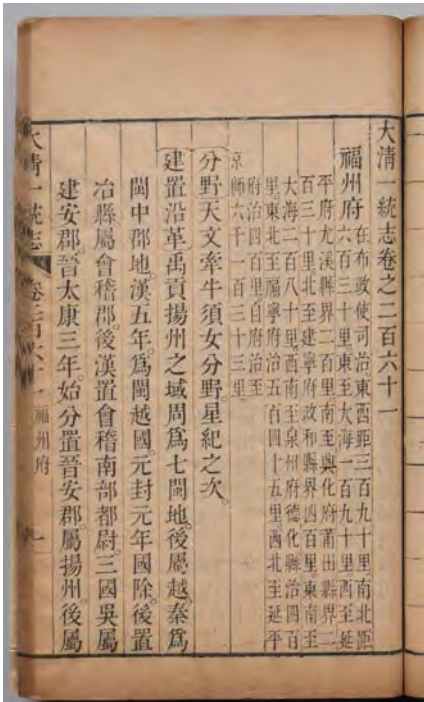 大清一統志卷之二百六十一
福州府
在布政使司治東西距三百九十里南北距
六百三十里東至大海一百九十里西至延
平府尤溪縣界二百里南至興化府莆田縣界二
百三十里北至建寧府政和縣界四百里東南至
大海二百八十里西南至泉州府德化縣治四百
里東北至福寧府治五百四十五里西北至延平
府治四百里自府治至
京師六千一百三十三里
分野天文牽牛須女分野。星紀之次。
建置沿革禹貢揚州之域周爲七閩地。後屬越。秦爲
閩中郡地。漢五年。爲閩越國。元封元年國除。後置
冶縣屬會稽郡。後漢置會稽南部都尉。三國吳屬
建安郡。晉太康三年。始分置晉安郡。屬揚州。後屬
大清一統志 卷二百六十一 福州府 一